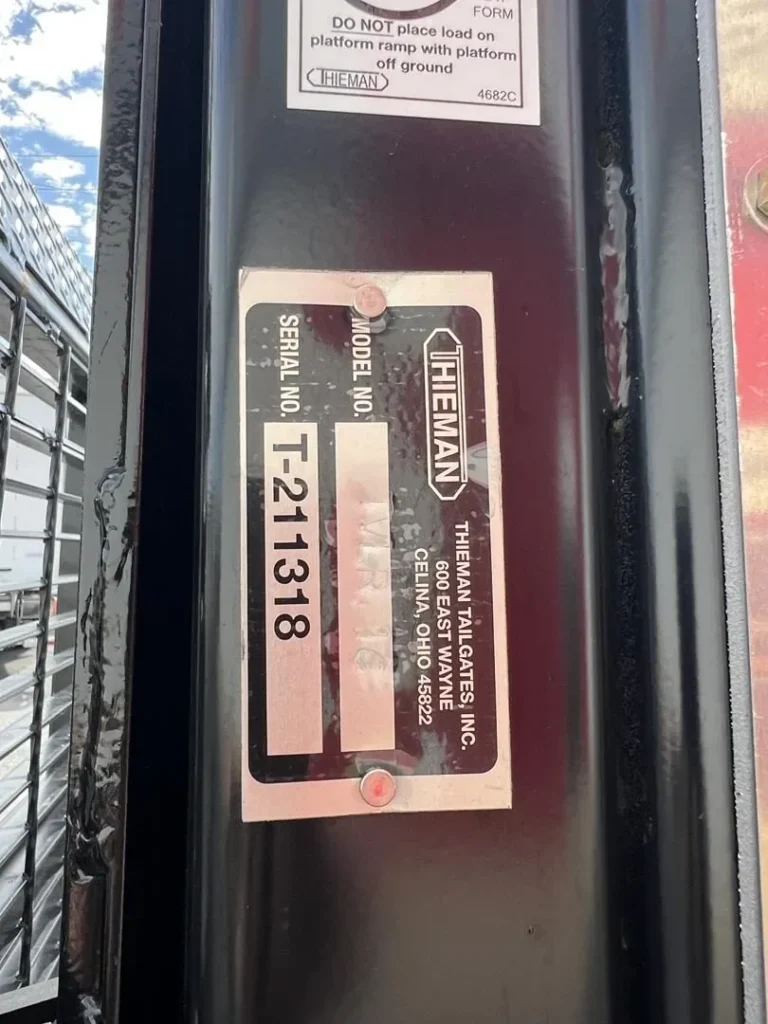 FORM
DO NOT place load on
platform ramp with platform
off ground
THIEMAN
4682C
THIEMAN
THIEMAN TAILGATES, INC.
600 EAST WAYNE
CELINA, OHIO 45822
MODEL NO.
SERIAL NO. T-211318